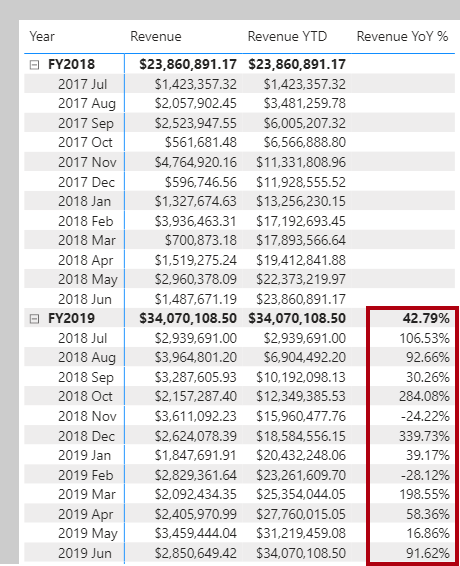 Year Revenue Revenue YTD Revenue YoY %
FY2018 $23,860,891.17 $23,860,891.17
2017 Jul $1,423,357.32 $1,423,357.32
2017 Aug $2,057,902.45 $3,481,259.78
2017 Sep $2,523,947.55 $6,005,207.32
2017 Oct $561,681.48 $6,566,888.80
2017 Nov $4,764,920.16 $11,331,808.96
2017 Dec $596,746.56 $11,928,555.52
2018 Jan $1,327,674.63 $13,256,230.15
2018 Feb $3,936,463.31 $17,192,693.45
2018 Mar $700,873.18 $17,893,566.64
2018 Apr $1,519,275.24 $19,412,841.88
2018 May $2,960,378.09 $22,373,219.97
2018 Jun $1,487,671.19 $23,860,891.17
FY2019 $34,070,108.50 $34,070,108.50 42.79%
2018 Jul $2,939,691.00 $2,939,691.00 106.53%
2018 Aug $3,964,801.20 $6,904,492.20 92.66%
2018 Sep $3,287,605.93 $10,192,098.13 30.26%
2018 Oct $2,157,287.40 $12,349,385.53 284.08%
2018 Nov $3,611,092.23 $15,960,477.76 -24.22%
2018 Dec $2,624,078.39 $18,584,556.15 339.73%
2019 Jan $1,847,691.91 $20,432,248.06 39.17%
2019 Feb $2,829,361.64 $23,261,609.70 -28.12%
2019 Mar $2,092,434.35 $25,354,044.05 198.55%
2019 Apr $2,405,970.99 $27,760,015.05 58.36%
2019 May $3,459,444.04 $31,219,459.08 16.86%
2019 Jun $2,850,649.42 $34,070,108.50 91.62%